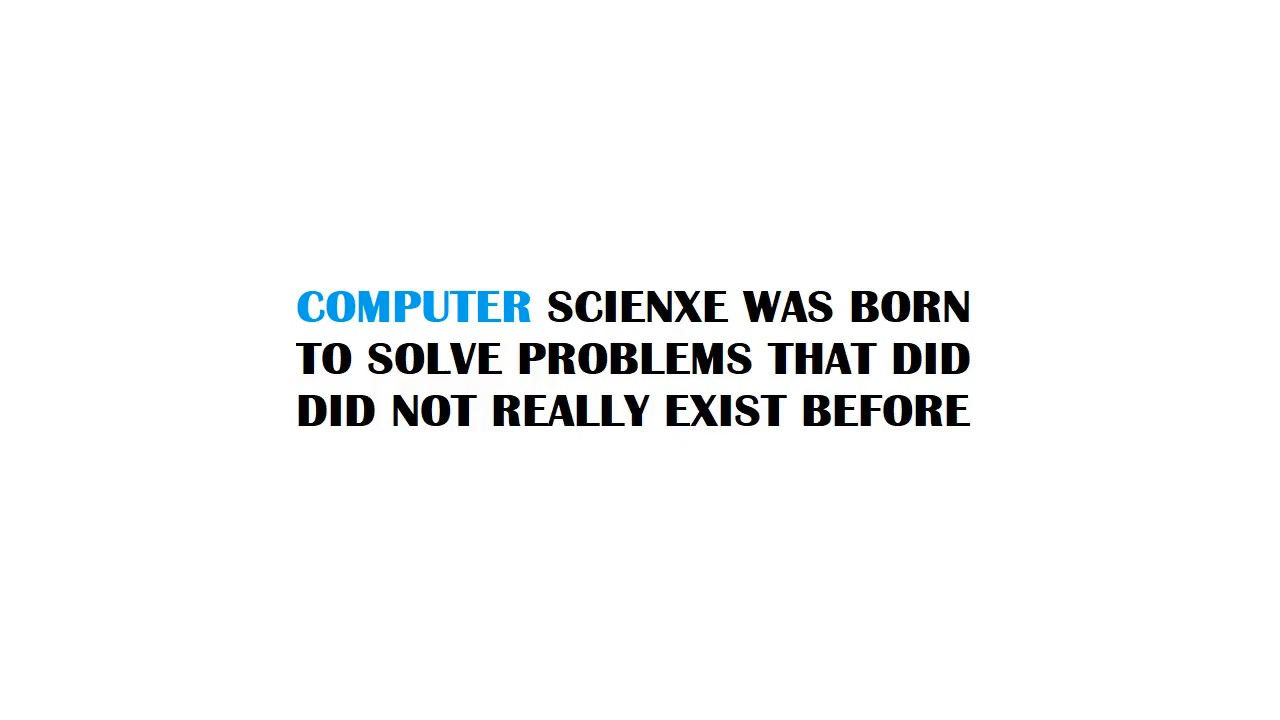 COMPUTER SCIENXE WAS BORN
TO SOLVE PROBLEMS THAT DID
DID NOT REALLY EXIST BEFORE